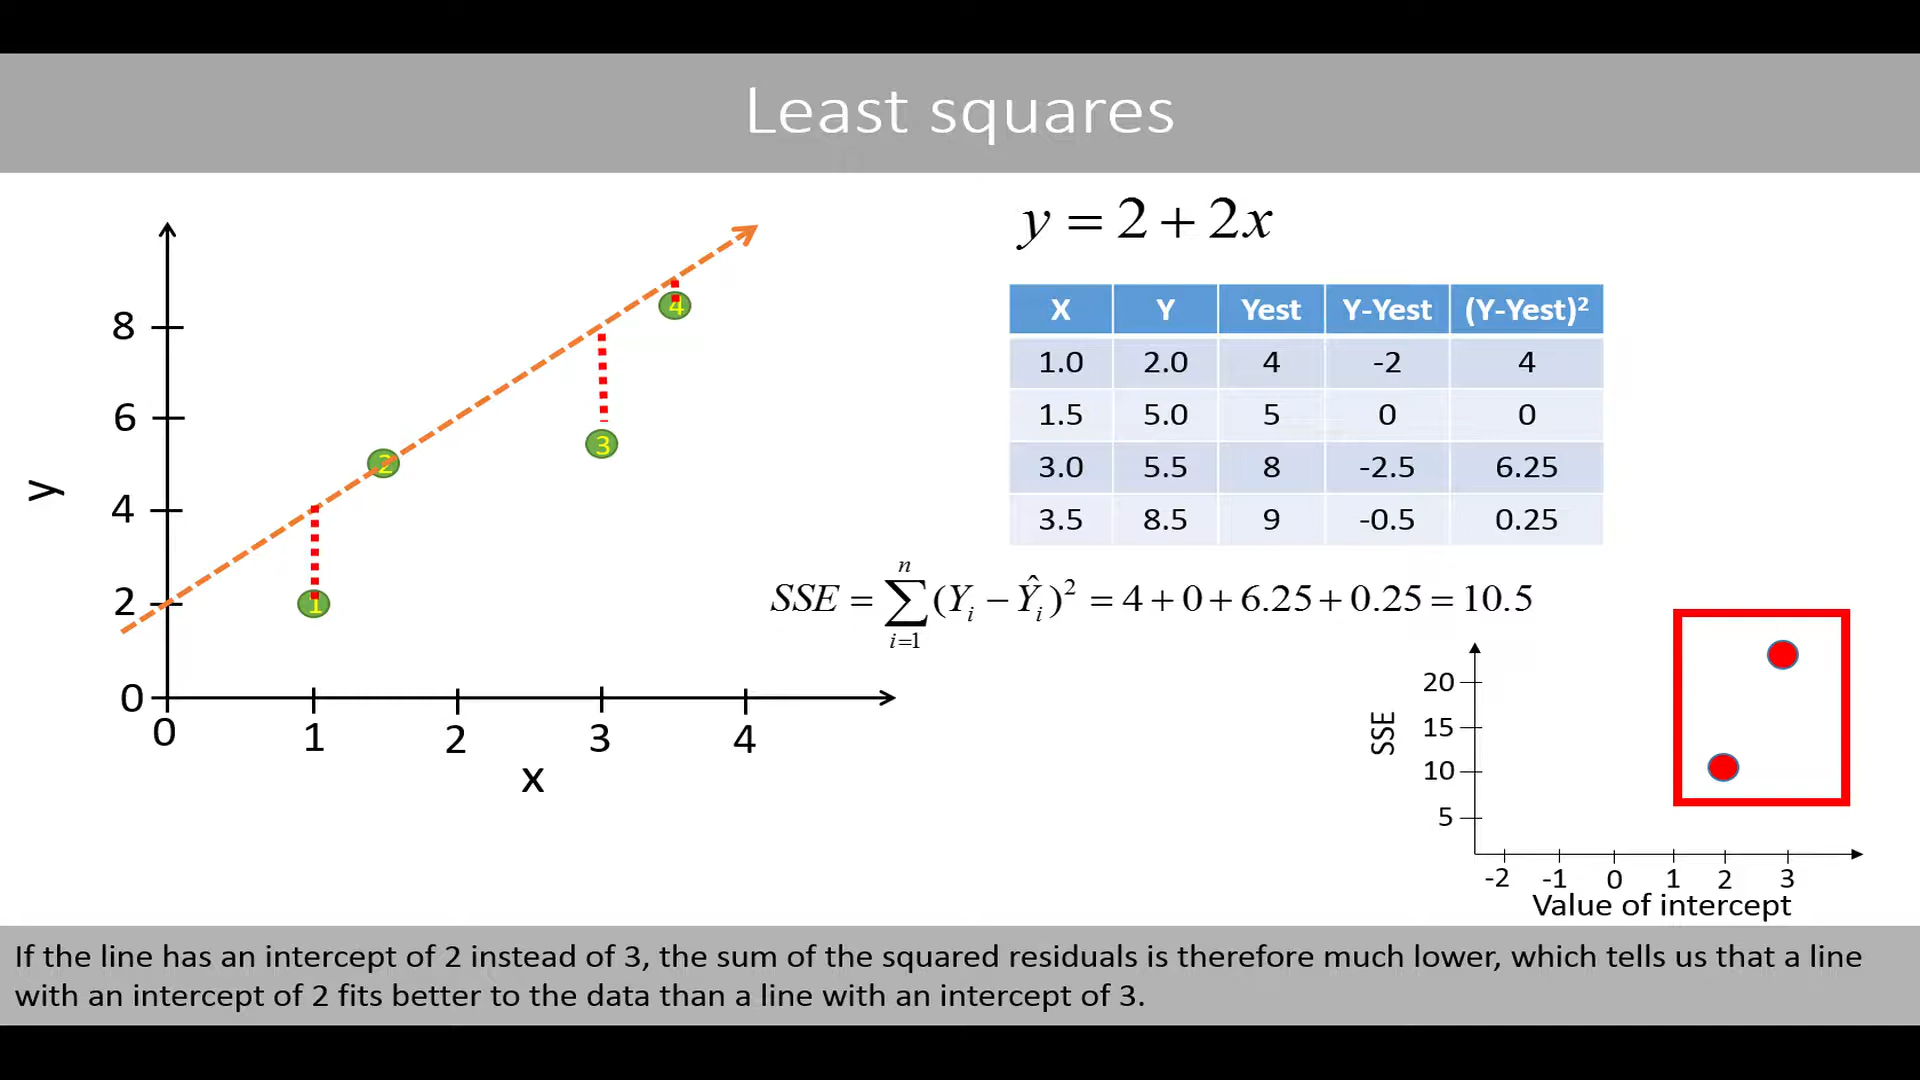 Least squares
y = 2 + 2x
X Y Yest Y-Yest (Y-Yest)²
1.0 2.0 4 -2 4
1.5 5.0 5 0 0
3.0 5.5 8 -2.5 6.25
3.5 8.5 9 -0.5 0.25
SSE = ∑ⁿᵢ₌₁ (Yᵢ − Ŷᵢ)² = 4 + 0 + 6.25 + 0.25 = 10.5
y
8
6
4
2
0
0 1 2 3 4
x
1
2
3
4
SSE
20
15
10
5
-2 -1 0 1 2 3
Value of intercept
If the line has an intercept of 2 instead of 3, the sum of the squared residuals is therefore much lower, which tells us that a line
with an intercept of 2 fits better to the data than a line with an intercept of 3.